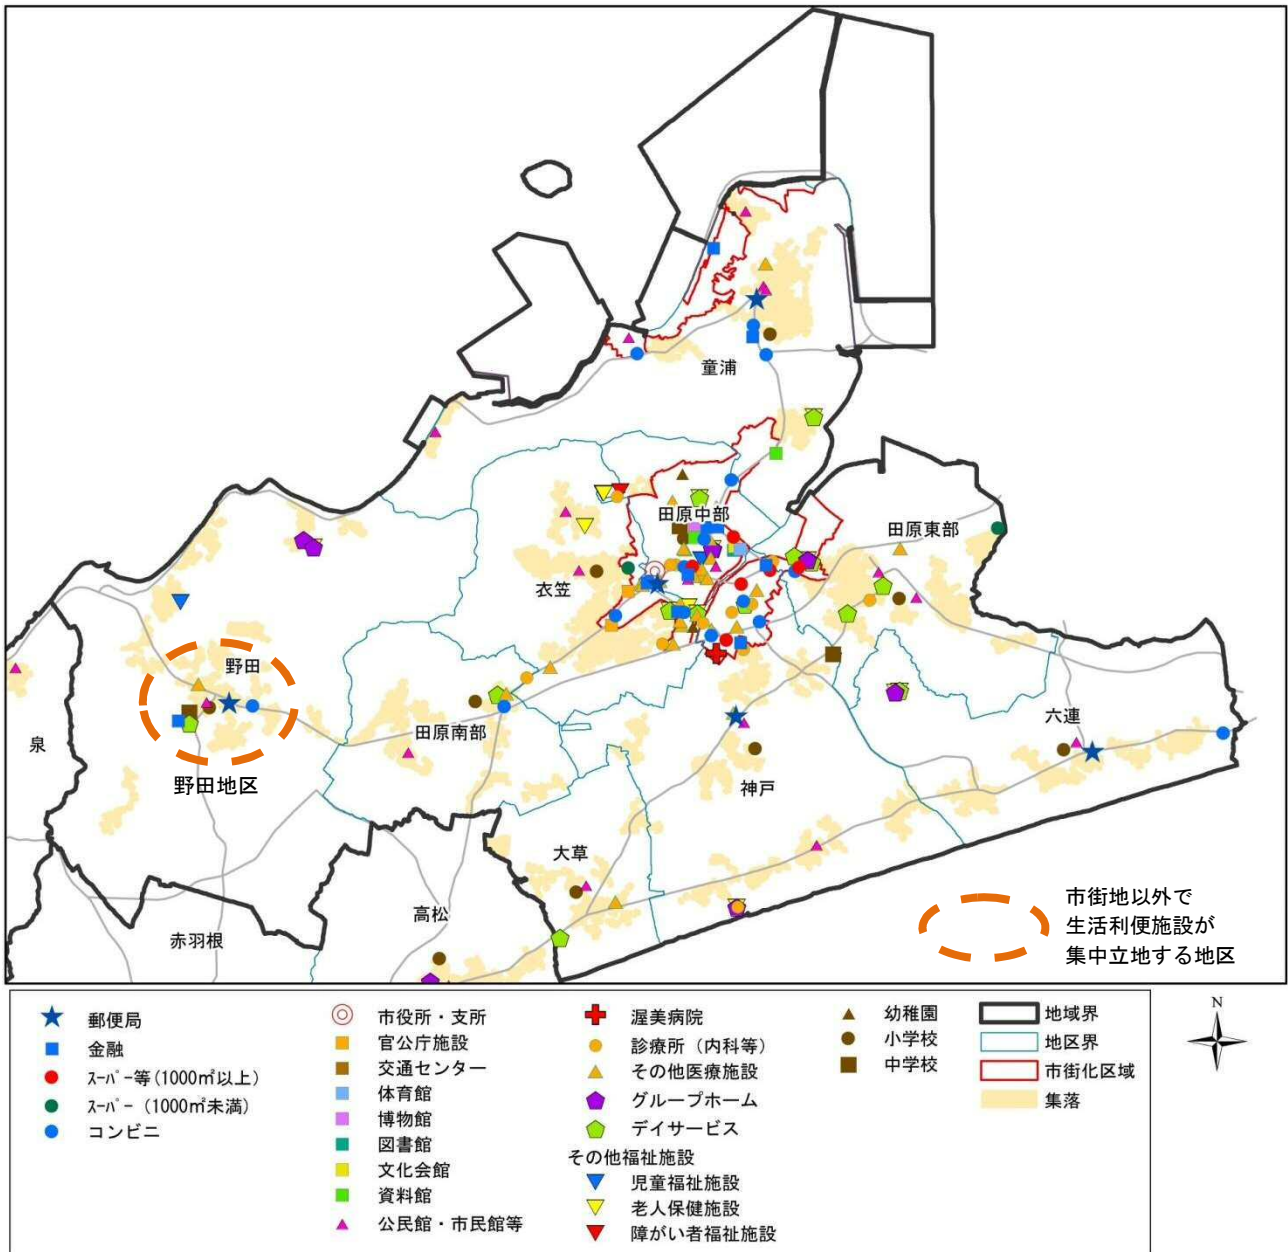 童浦
田原中部
田原東部
衣笠
野田
田原南部
六連
泉
野田地区
神戸
大草
高松
赤羽根
市街地以外で
生活利便施設が
集中立地する地区
郵便局
金融
スーパー等(1000㎡以上)
スーパー (1000㎡未満)
コンビニ
市役所・支所
官公庁施設
交通センター
体育館
博物館
図書館
文化会館
資料館
公民館・市民館等
渥美病院
診療所（内科等）
その他医療施設
グループホーム
デイサービス
その他福祉施設
児童福祉施設
老人保健施設
障がい者福祉施設
幼稚園
小学校
中学校
地域界
地区界
市街化区域
集落
N